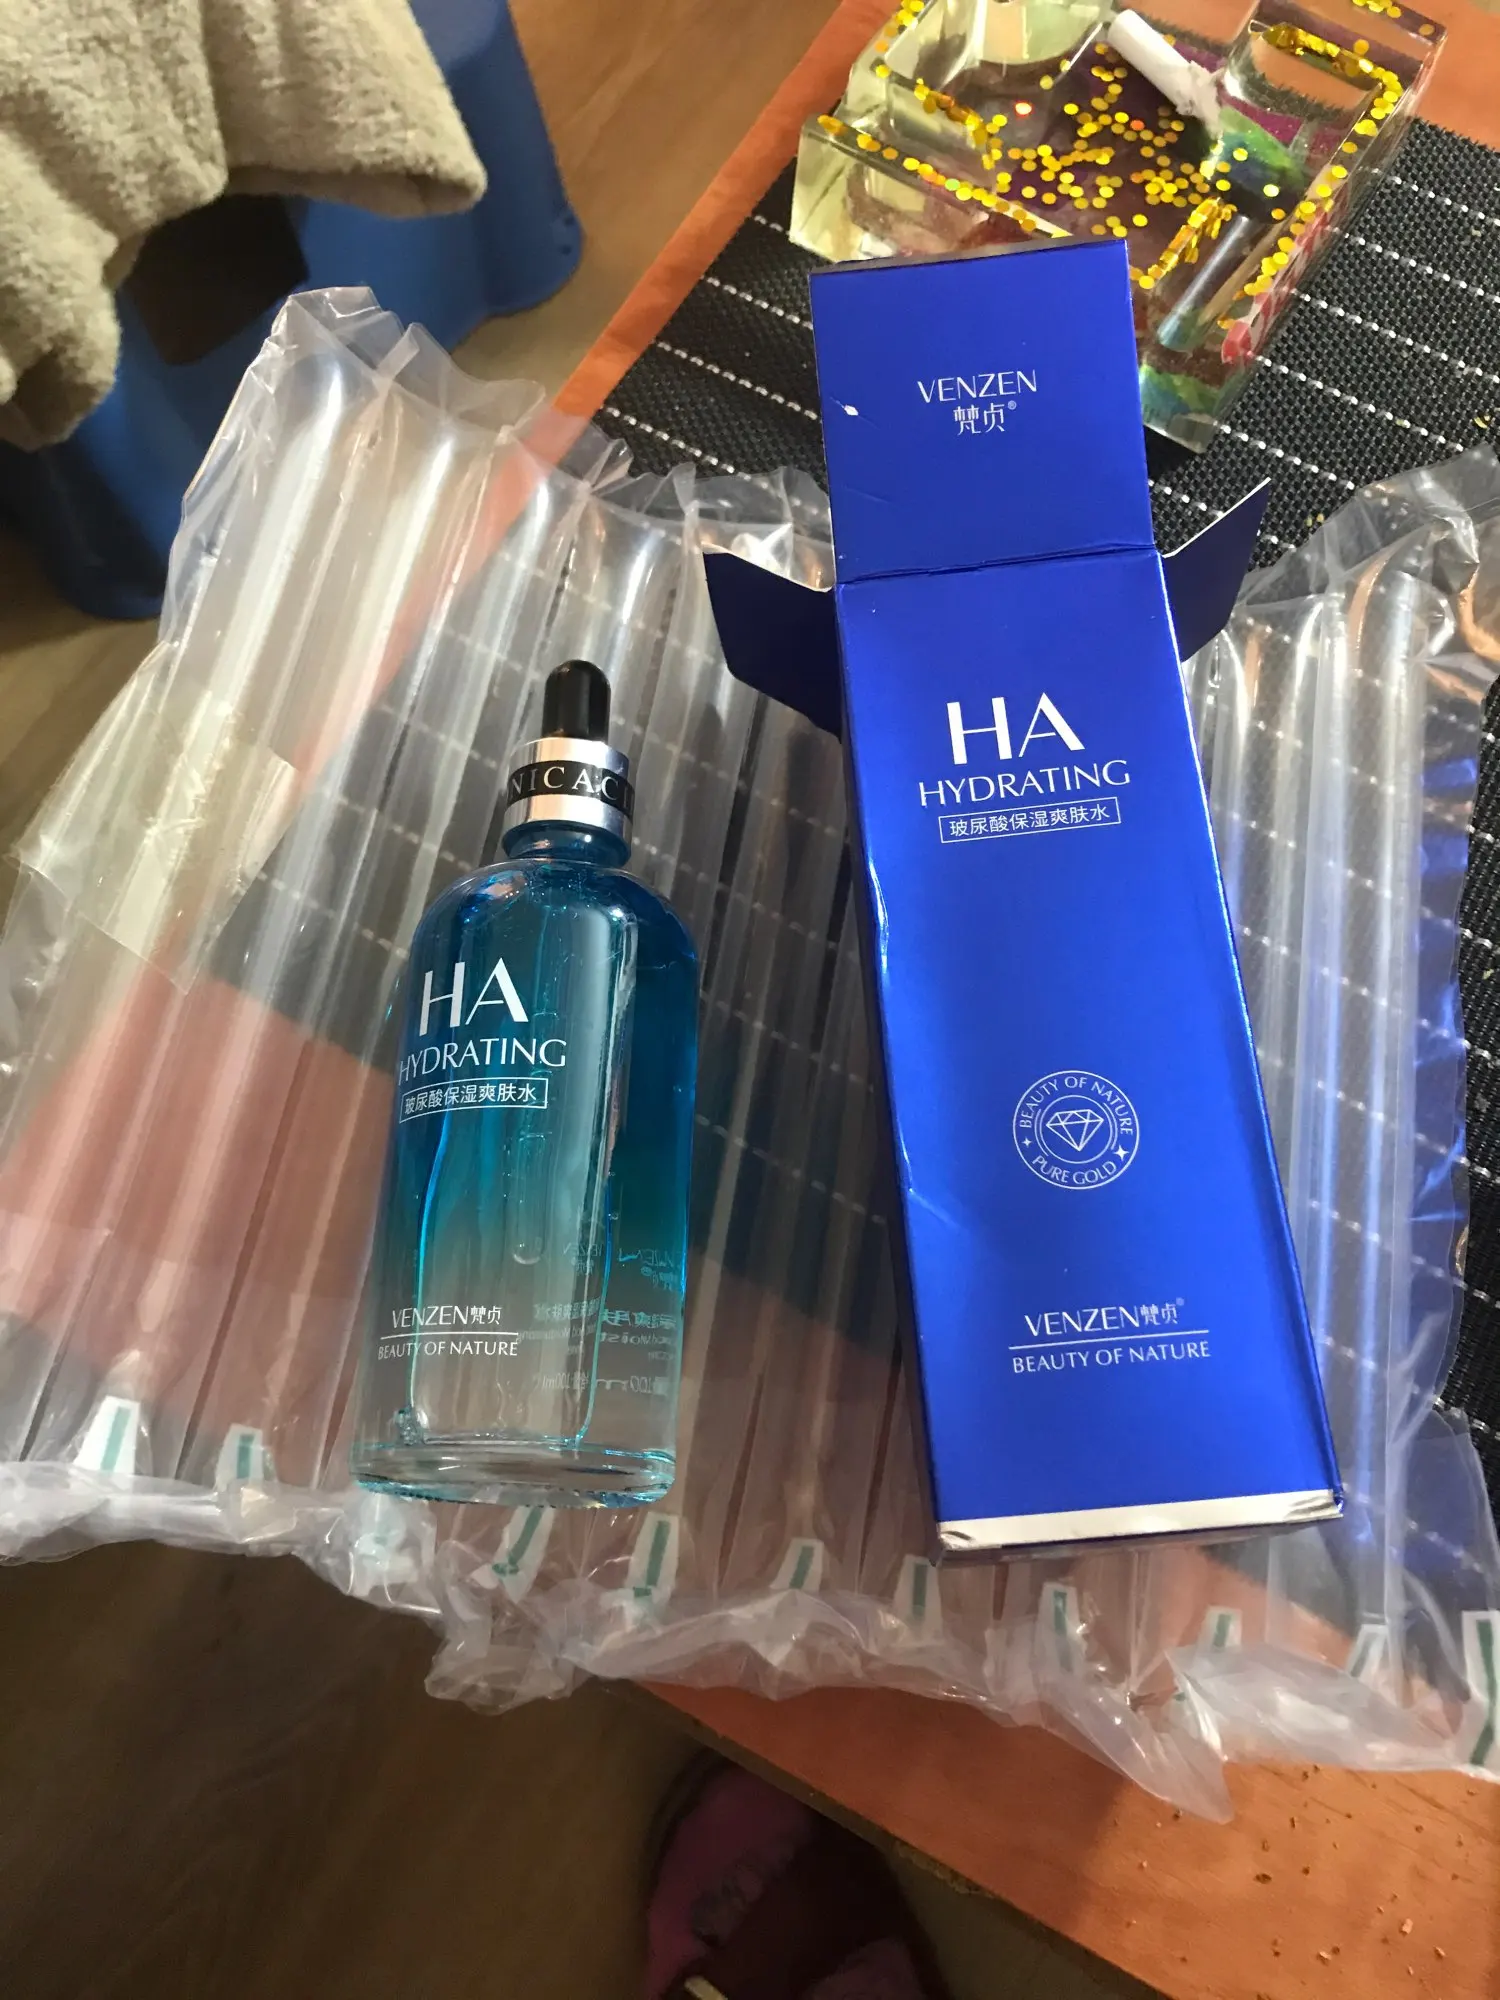 VENZEN
梵贞®
HA
HYDRATING
玻尿酸保湿爽肤水
BEAUTY OF NATURE
PURE GOLD
VENZEN梵贞®
BEAUTY OF NATURE
NICACI
HA
HYDRATING
玻尿酸保湿爽肤水
VENZEN梵贞
BEAUTY OF NATURE